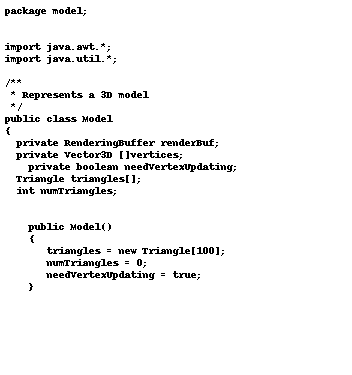 package model;
import java.awt.*;
import java.util.*;
/**
* Represents a 3D model
*/
public class Model
{
private RenderingBuffer renderBuf;
private Vector3D []vertices;
private boolean needVertexUpdating;
Triangle triangles[];
int numTriangles;
public Model()
{
triangles = new Triangle[100];
numTriangles = 0;
needVertexUpdating = true;
}